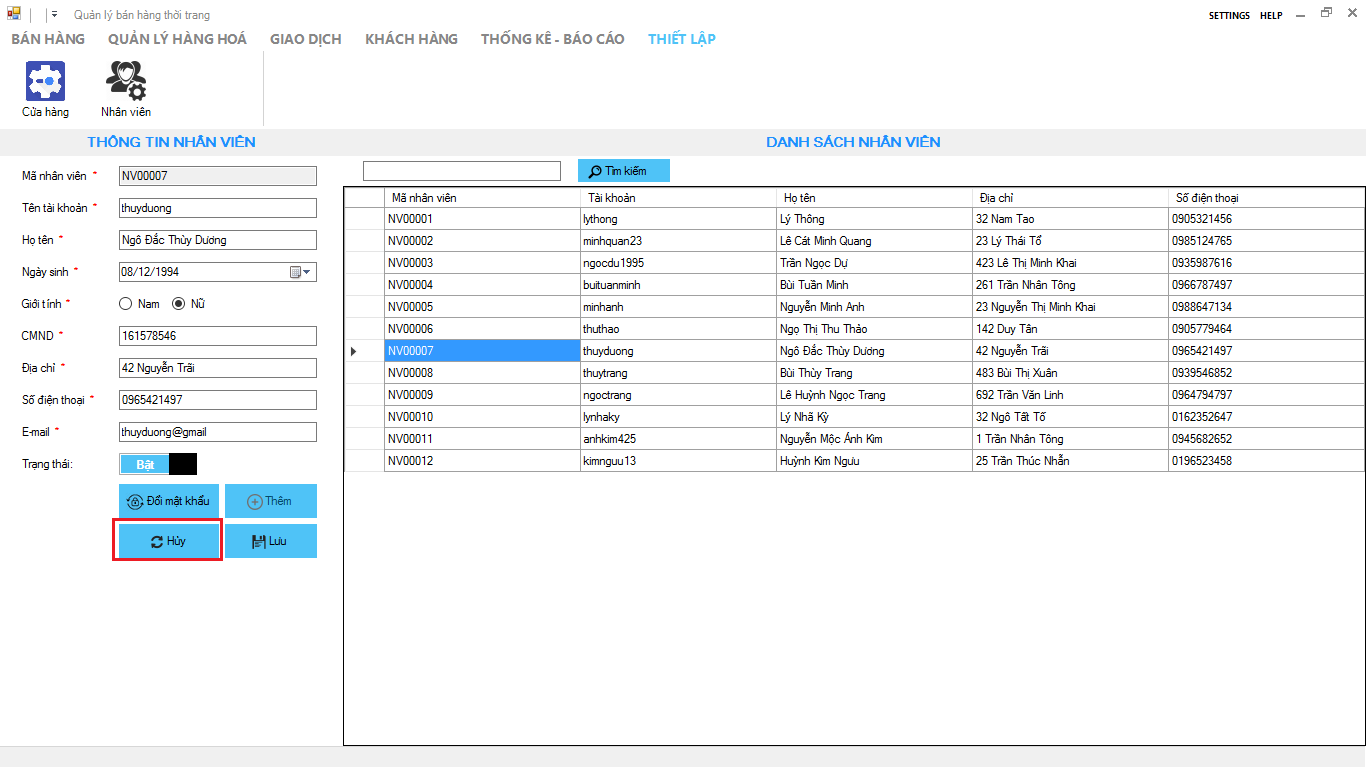 Quản lý bán hàng thời trang
SETTINGS HELP
BÁN HÀNG QUẢN LÝ HÀNG HOÁ GIAO DỊCH KHÁCH HÀNG THỐNG KÊ - BÁO CÁO THIẾT LẬP
Cửa hàng Nhân viên
THÔNG TIN NHÂN VIÊN DANH SÁCH NHÂN VIÊN
Mã nhân viên * NV00007
Tên tài khoản * thuyduong
Họ tên * Ngô Đắc Thùy Dương
Ngày sinh * 08/12/1994
Giới tính * Nam Nữ
CMND * 161578546
Địa chỉ * 42 Nguyễn Trãi
Số điện thoại * 0965421497
E-mail * thuyduong@gmail
Trạng thái: Bật
Đổi mật khẩu Thêm
Hủy Lưu
Tìm kiếm
Mã nhân viên Tài khoản Họ tên Địa chỉ Số điện thoại
NV00001 lythong Lý Thông 32 Nam Tao 0905321456
NV00002 minhquan23 Lê Cát Minh Quang 23 Lý Thái Tổ 0985124765
NV00003 ngocdu1995 Trần Ngọc Dự 423 Lê Thị Minh Khai 0935987616
NV00004 buituanminh Bùi Tuần Minh 261 Trần Nhân Tông 0966787497
NV00005 minhanh Nguyễn Minh Anh 23 Nguyễn Thị Minh Khai 0988647134
NV00006 thuthao Ngọ Thị Thu Thảo 142 Duy Tân 0905779464
NV00007 thuyduong Ngô Đắc Thùy Dương 42 Nguyễn Trãi 0965421497
NV00008 thuytrang Bùi Thùy Trang 483 Bùi Thị Xuân 0939546852
NV00009 ngoctrang Lê Huỳnh Ngọc Trang 692 Trần Văn Linh 0964794797
NV00010 lynhaky Lý Nhã Kỳ 32 Ngô Tất Tố 0162352647
NV00011 anhkim425 Nguyễn Mộc Ánh Kim 1 Trần Nhân Tông 0945682652
NV00012 kimnguu13 Huỳnh Kim Ngưu 25 Trần Thúc Nhẫn 0196523458